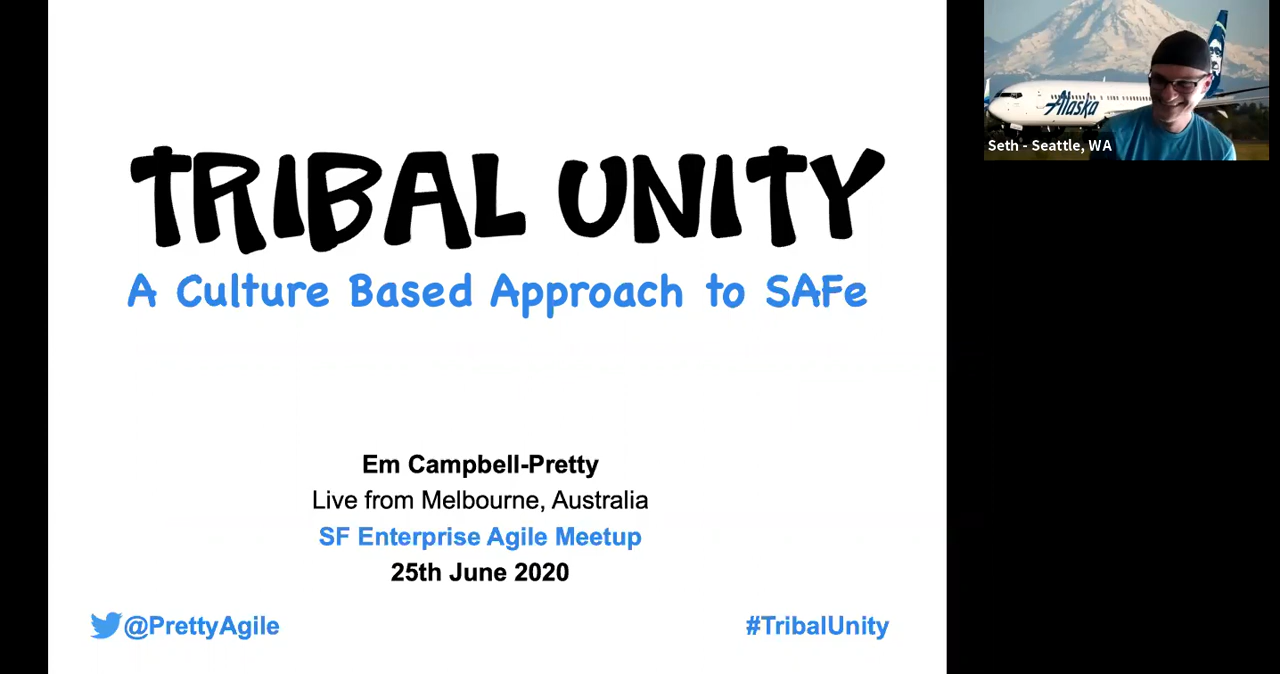 TRIBAL UNITY
A Culture Based Approach to SAFe
Em Campbell-Pretty
Live from Melbourne, Australia
SF Enterprise Agile Meetup
25th June 2020
@PrettyAgile
#TribalUnity
Alaska
Seth - Seattle, WA